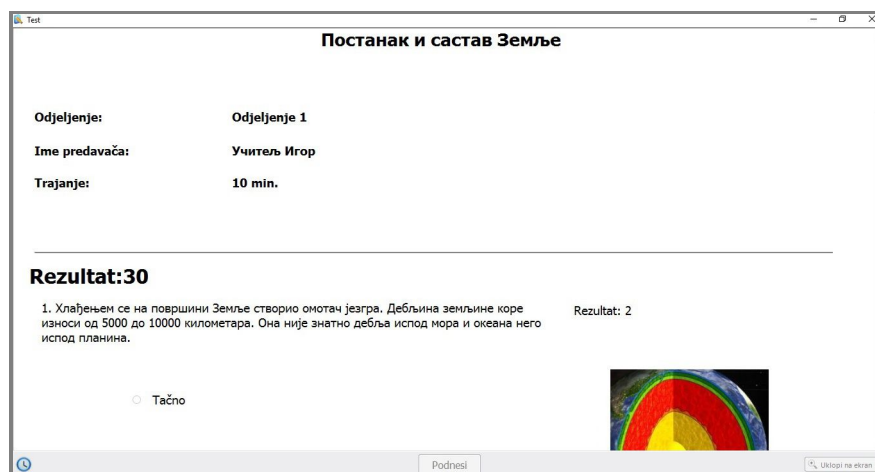 Test
Постанак и састав Земље
Odjeljenje: Odjeljenje 1
Ime predavača: Учитељ Игор
Trajanje: 10 min.
Rezultat:30
1. Хлађењем се на површини Земље створио омотач језгра. Дебљина земљине коре
износи од 5000 до 10000 километара. Она није знатно дебља испод мора и океана него
испод планина.
Rezultat: 2
Tačno
Podnesi
Uklopi na ekran